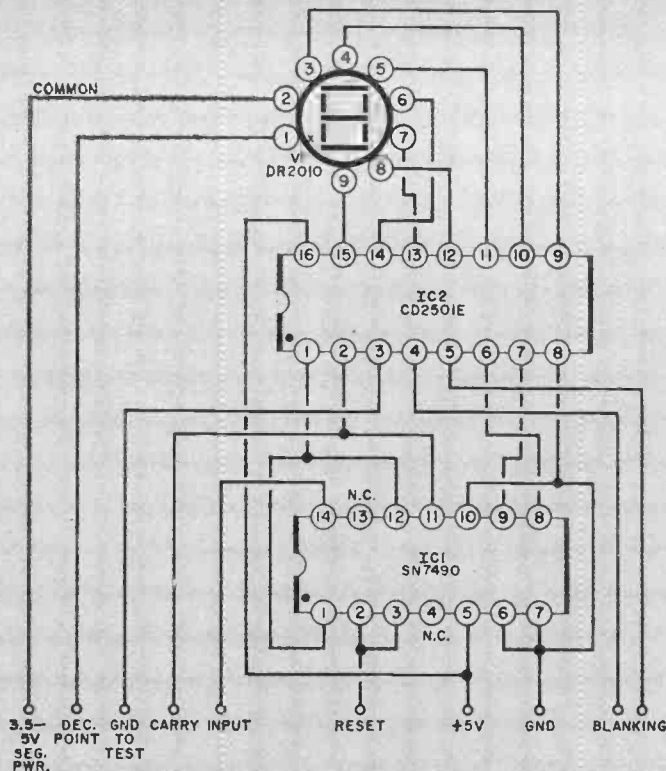 3 4 5
COMMON 2 6
1 7
V1 DR2010
9 8
16 15 14 13 12 11 10 9
IC2
CD2501E
1 2 3 4 5 6 7 8
N.C.
14 13 12 11 10 9 8
IC1
SN7490
1 2 3 4 5 6 7
N.C.
3.5– DEC. GND CARRY INPUT RESET +5V GND BLANKING
5V POINT TO
SEG. TEST
PWR.